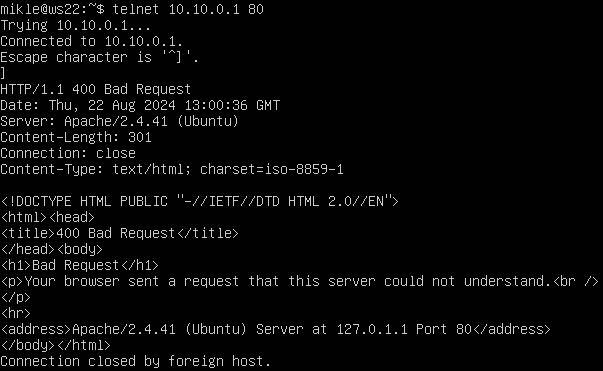 mikle@ws22:~$ telnet 10.10.0.1 80
Trying 10.10.0.1...
Connected to 10.10.0.1.
Escape character is '^]'.
]
HTTP/1.1 400 Bad Request
Date: Thu, 22 Aug 2024 13:00:36 GMT
Server: Apache/2.4.41 (Ubuntu)
Content-Length: 301
Connection: close
Content-Type: text/html; charset=iso-8859-1

<!DOCTYPE HTML PUBLIC "-//IETF//DTD HTML 2.0//EN">
<html><head>
<title>400 Bad Request</title>
</head><body>
<h1>Bad Request</h1>
<p>Your browser sent a request that this server could not understand.<br />
</p>
<hr>
<address>Apache/2.4.41 (Ubuntu) Server at 127.0.1.1 Port 80</address>
</body></html>
Connection closed by foreign host.